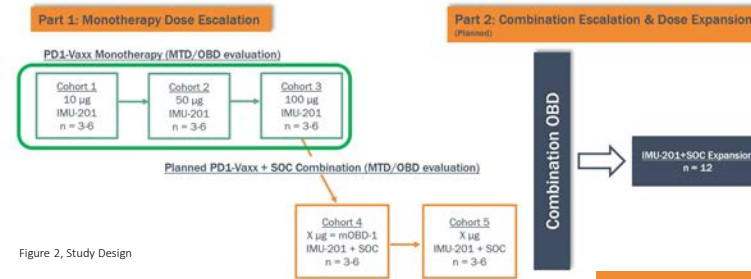 Part 1: Monotherapy Dose Escalation
Part 2: Combination Escalation & Dose Expansion
(Planned)
PD1-Vaxx Monotherapy (MTD/OBD evaluation)
Cohort 1
10 µg
IMU-201
n = 3-6
Cohort 2
50 µg
IMU-201
n = 3-6
Cohort 3
100 µg
IMU-201
n = 3-6
Planned PD1-Vaxx + SOC Combination (MTD/OBD evaluation)
Cohort 4
X µg = mOBD-1
IMU-201 + SOC
n = 3-6
Cohort 5
X µg
IMU-201 + SOC
n = 3-6
Combination OBD
IMU-201+SOC Expansion
n = 12
Figure 2, Study Design